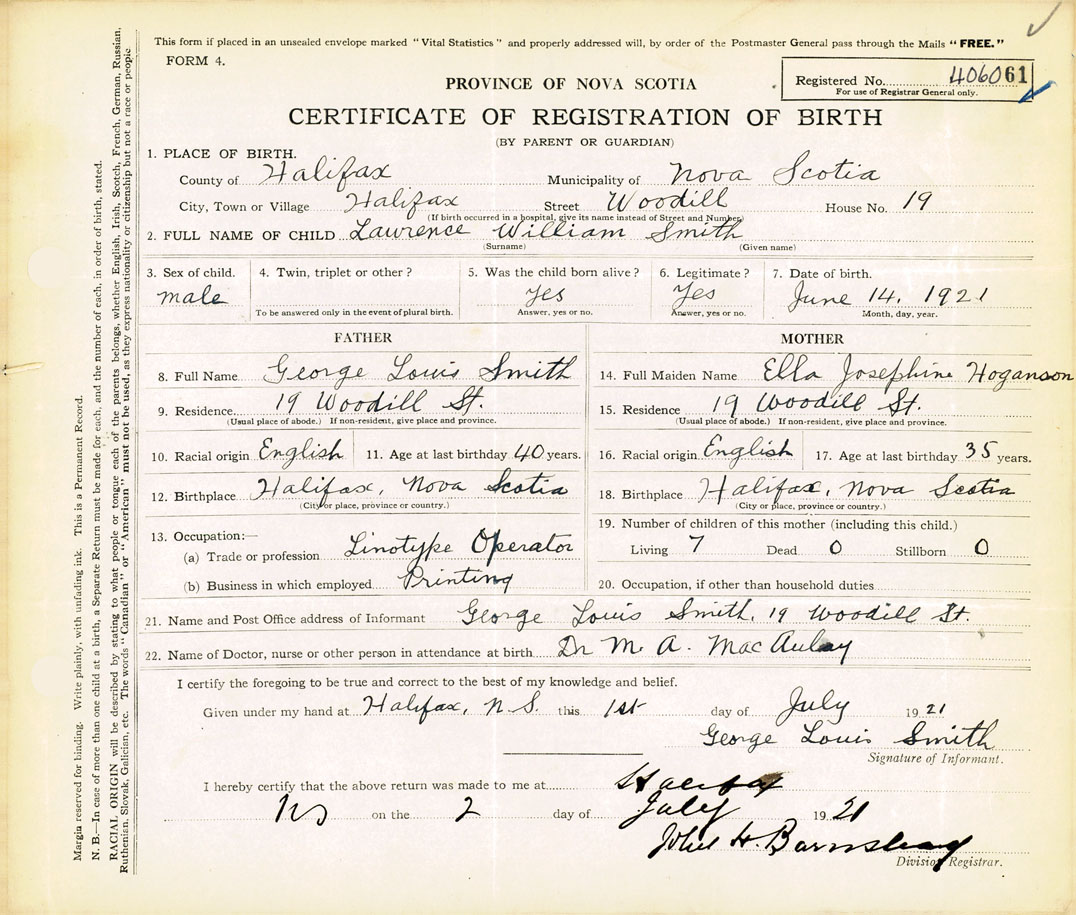 This form if placed in an unsealed envelope marked "Vital Statistics" and properly addressed will, by order of the Postmaster General pass through the Mails "FREE."
FORM 4.
Registered No. 406061
For use of Registrar General only.
PROVINCE OF NOVA SCOTIA
CERTIFICATE OF REGISTRATION OF BIRTH
(BY PARENT OR GUARDIAN)
1. PLACE OF BIRTH.
County of Halifax Municipality of Nova Scotia
City, Town or Village Halifax Street Woodill House No. 19
(If birth occurred in a hospital, give its name instead of Street and Number)
2. FULL NAME OF CHILD Lawrence William Smith
(Surname) (Given name)
3. Sex of child. 4. Twin, triplet or other? 5. Was the child born alive? 6. Legitimate? 7. Date of birth.
male Yes Yes June 14, 1921
To be answered only in the event of plural birth. Answer, yes or no. Answer, yes or no. Month, day, year.
FATHER MOTHER
8. Full Name George Louis Smith 14. Full Maiden Name Ella Josephine Hoganson
9. Residence 19 Woodill St. 15. Residence 19 Woodill St.
(Usual place of abode.) If non-resident, give place and province. (Usual place of abode.) If non-resident, give place and province.
10. Racial origin English 11. Age at last birthday 40 years. 16. Racial origin English 17. Age at last birthday 35 years.
12. Birthplace Halifax, Nova Scotia 18. Birthplace Halifax, Nova Scotia
(City or place, province or country.) (City or place, province or country.)
13. Occupation:— 19. Number of children of this mother (including this child.)
(a) Trade or profession Linotype Operator Living 7 Dead 0 Stillborn 0
(b) Business in which employed Printing 20. Occupation, if other than household duties
21. Name and Post Office address of Informant George Louis Smith, 19 Woodill St.
22. Name of Doctor, nurse or other person in attendance at birth Dr M. A. MacAulay
I certify the foregoing to be true and correct to the best of my knowledge and belief.
Given under my hand at Halifax, N.S. this 1st day of July 1921
George Louis Smith
Signature of Informant.
I hereby certify that the above return was made to me at Halifax
NS on the 2 day of July 1921
John H. Barnstead
Division Registrar.
Margin reserved for binding. Write plainly, with unfading ink. This is a Permanent Record.
N. B.—In case of more than one child at a birth, a Separate Return must be made for each, and the number of each, in order of birth, stated.
RACIAL ORIGIN will be described by stating to what people or tongue each of the parents belongs, whether English, Irish, Scotch, French, German, Russian,
Ruthenian, Slovak, Galician, etc. The words "Canadian" or "American" must not be used, as they express nationality or citizenship but not a race or people.